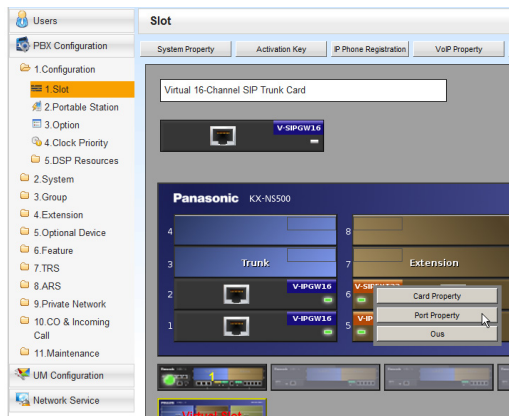 Users
Slot
PBX Configuration
System Property
Activation Key
IP Phone Registration
VoIP Property
1.Configuration
1.Slot
2.Portable Station
3.Option
4.Clock Priority
5.DSP Resources
2.System
3.Group
4.Extension
5.Optional Device
6.Feature
7.TRS
8.ARS
9.Private Network
10.CO & Incoming
Call
11.Maintenance
UM Configuration
Network Service
Virtual 16-Channel SIP Trunk Card
V-SIPGW16
Panasonic KX-NS500
4
8
3
Trunk
7
Extension
2
V-IPGW16
6
Card Property
Port Property
Ous
1
V-IPGW16
5
1
Virtual Slot